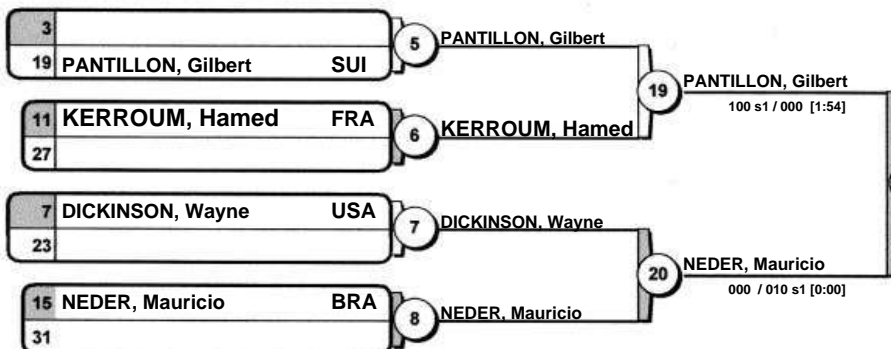 3
19 PANTILLON, Gilbert SUI
5 PANTILLON, Gilbert
11 KERROUM, Hamed FRA
27
6 KERROUM, Hamed
19 PANTILLON, Gilbert
100 s1 / 000 [1:54]
7 DICKINSON, Wayne USA
23
7 DICKINSON, Wayne
15 NEDER, Mauricio BRA
31
8 NEDER, Mauricio
20 NEDER, Mauricio
000 / 010 s1 [0:00]